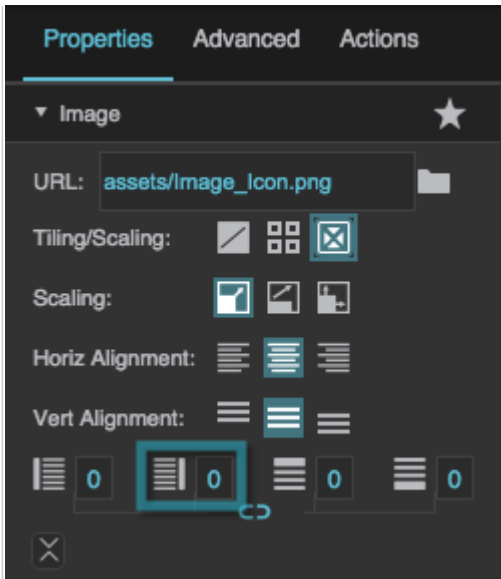 Properties Advanced Actions
Image
URL: assets/Image_Icon.png
Tiling/Scaling:
Scaling:
Horiz Alignment:
Vert Alignment:
0 0 0 0